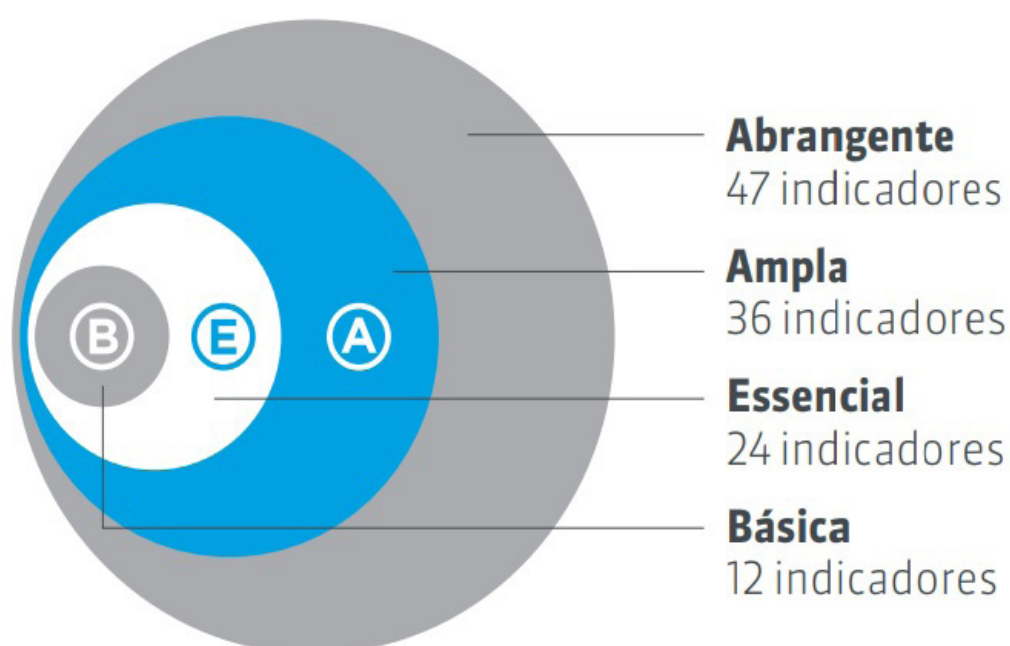 Abrangente
47 indicadores
Ampla
36 indicadores
B E A
Essencial
24 indicadores
Básica
12 indicadores